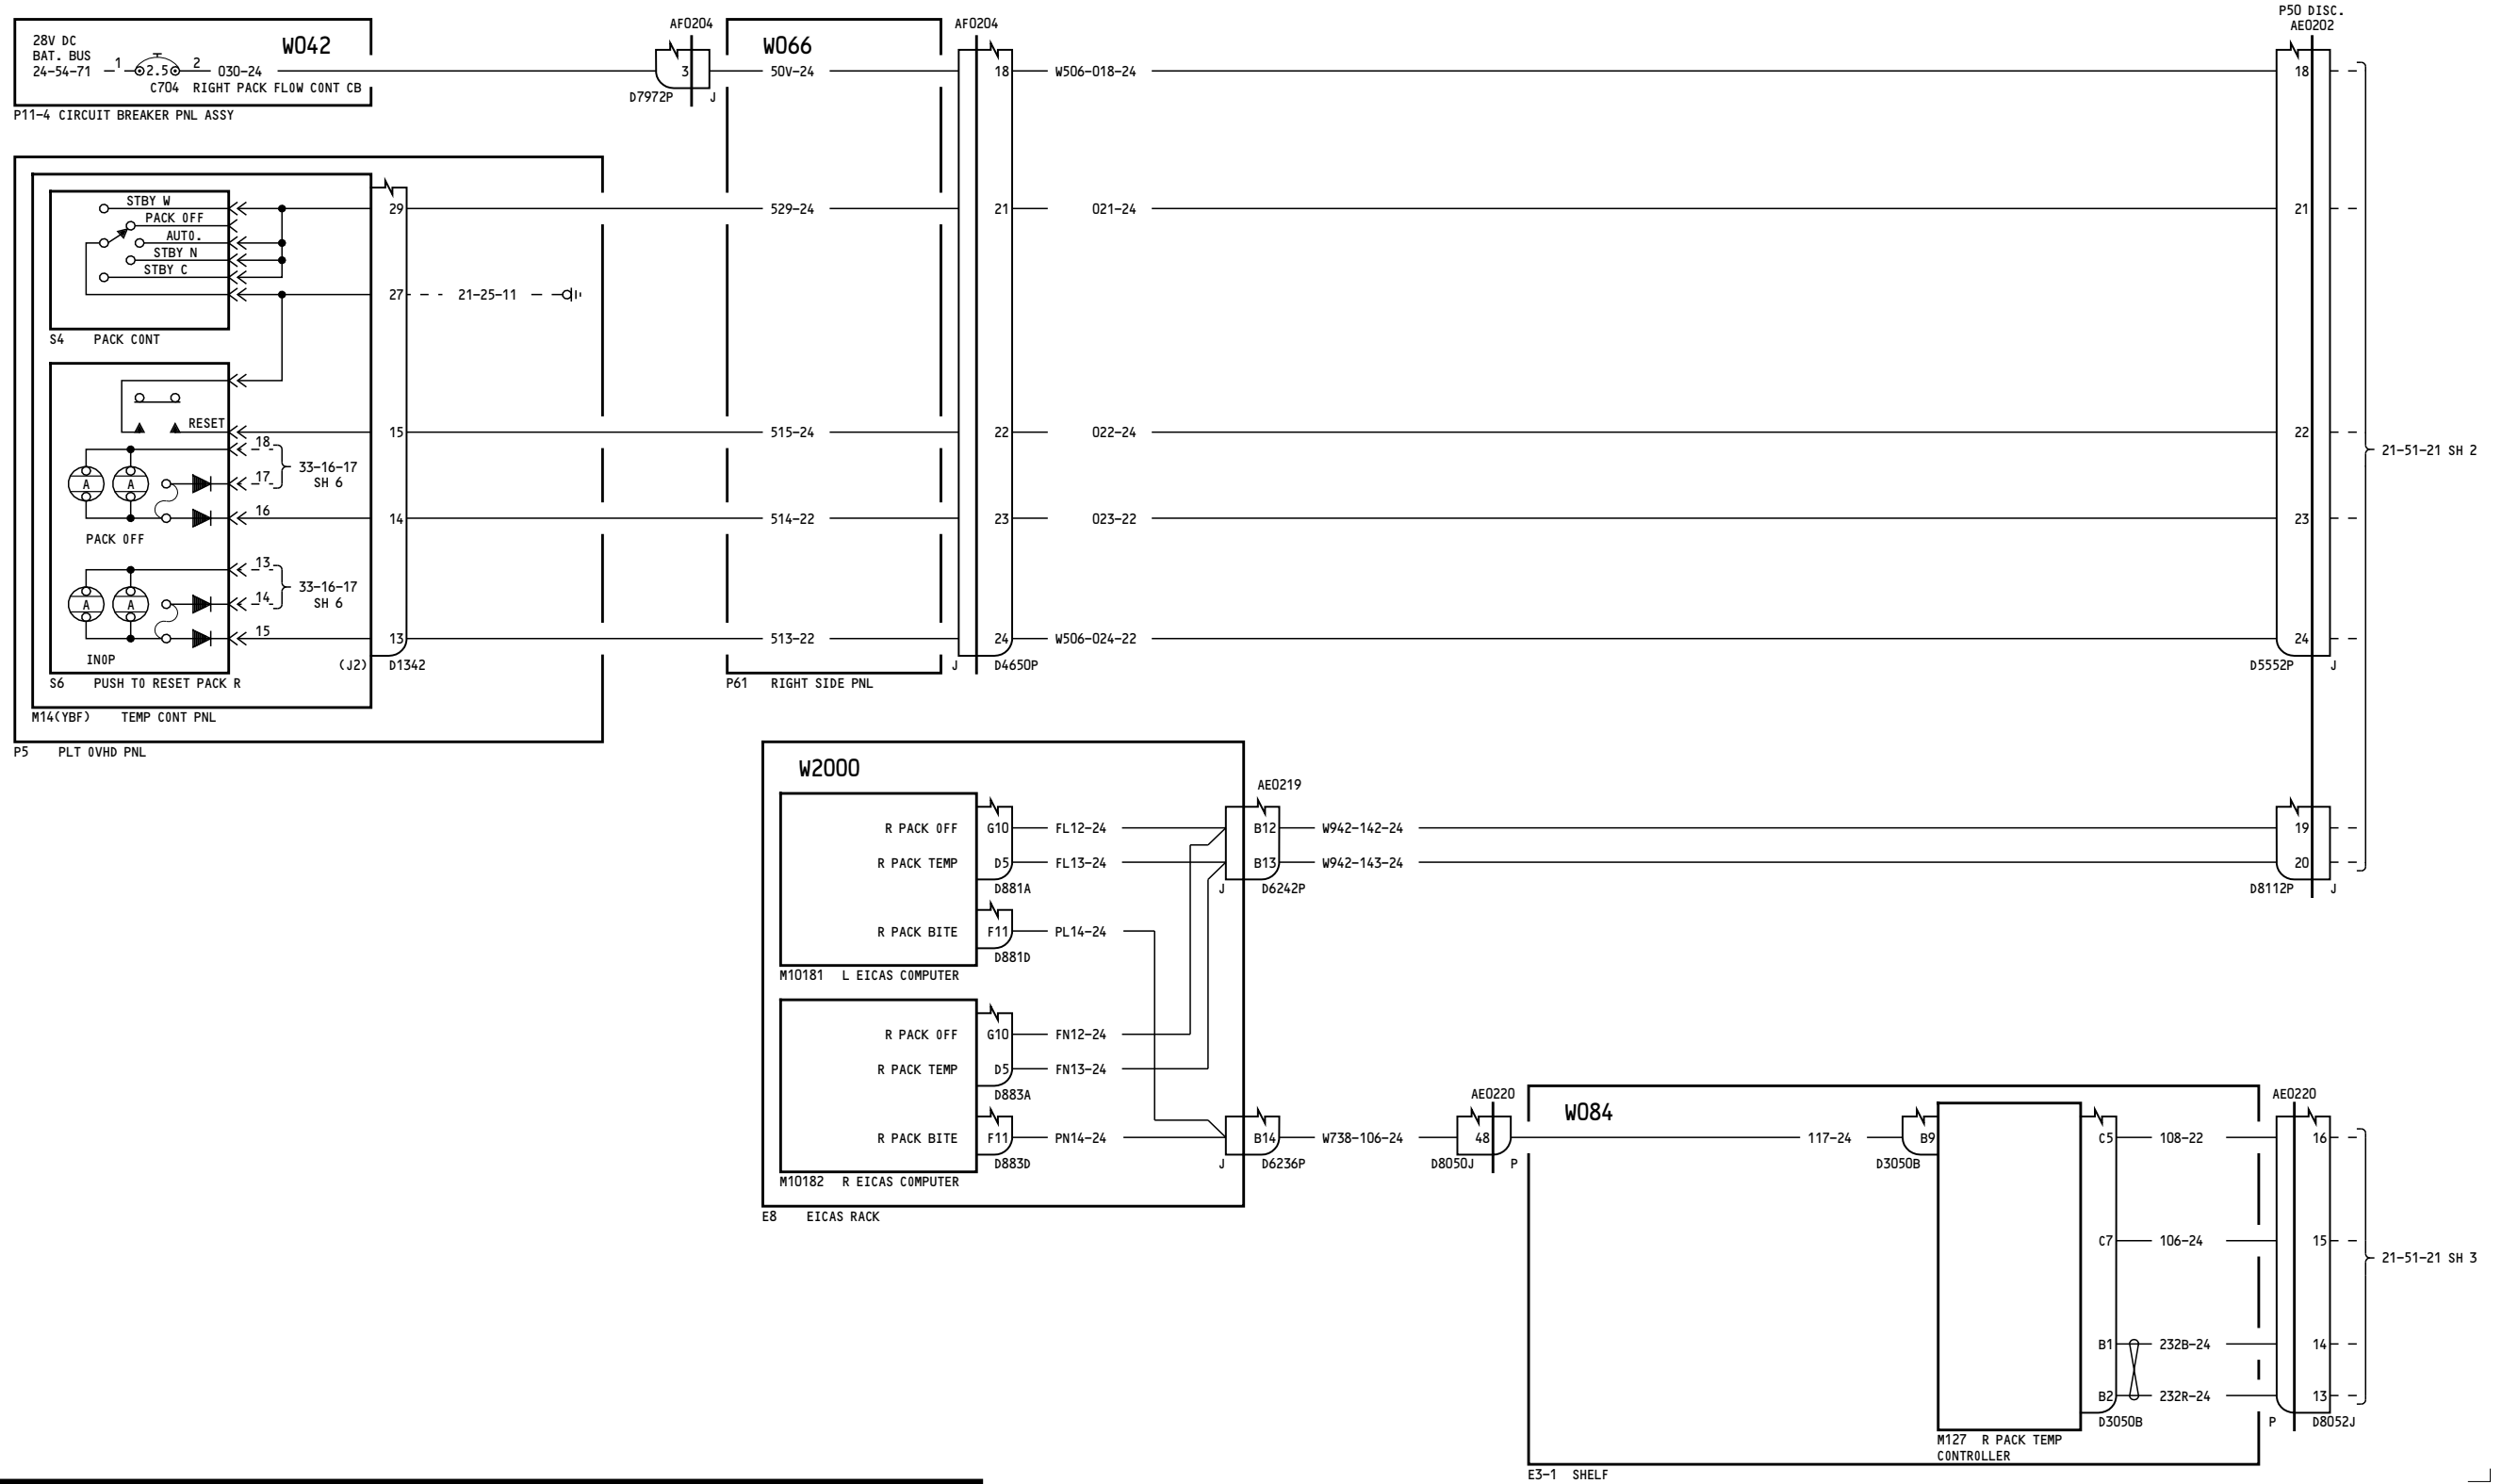 28V DC
BAT. BUS
24-54-71
1
2.5
2
030-24
W042
C704 RIGHT PACK FLOW CONT CB
P11-4 CIRCUIT BREAKER PNL ASSY
AF0204
3
D7972P
J
W066
50V-24
AF0204
18
W506-018-24
P50 DISC.
AE0202
18
STBY W
PACK OFF
AUTO.
STBY N
STBY C
29
529-24
21
021-24
21
27
21-25-11
S4 PACK CONT
RESET
15
515-24
22
022-24
22
21-51-21 SH 2
18
17
33-16-17
SH 6
A
A
16
14
514-22
23
023-22
23
PACK OFF
13
14
33-16-17
SH 6
A
A
15
13
513-22
24
W506-024-22
24
INOP
(J2)
D1342
J
D4650P
D5552P
J
S6 PUSH TO RESET PACK R
P61 RIGHT SIDE PNL
M14(YBF) TEMP CONT PNL
P5 PLT OVHD PNL
W2000
AE0219
R PACK OFF
G10
FL12-24
B12
W942-142-24
19
R PACK TEMP
D5
FL13-24
B13
W942-143-24
20
D881A
J
D6242P
D8112P
J
R PACK BITE
F11
PL14-24
D881D
M10181 L EICAS COMPUTER
R PACK OFF
G10
FN12-24
R PACK TEMP
D5
FN13-24
D883A
R PACK BITE
F11
PN14-24
B14
W738-106-24
D883D
J
D6236P
M10182 R EICAS COMPUTER
E8 EICAS RACK
AE0220
48
D8050J
P
W084
117-24
B9
D3050B
C5
108-22
AE0220
16
C7
106-24
15
21-51-21 SH 3
B1
232B-24
14
B2
232R-24
13
D3050B
P
D8052J
M127 R PACK TEMP
CONTROLLER
E3-1 SHELF